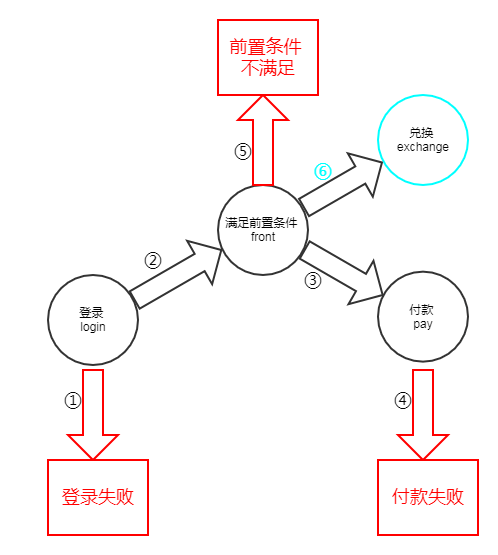 前置条件
不满足
⑤
兑换
exchange
⑥
满足前置条件
front
②
③
登录
login
付款
pay
①
④
登录失败
付款失败